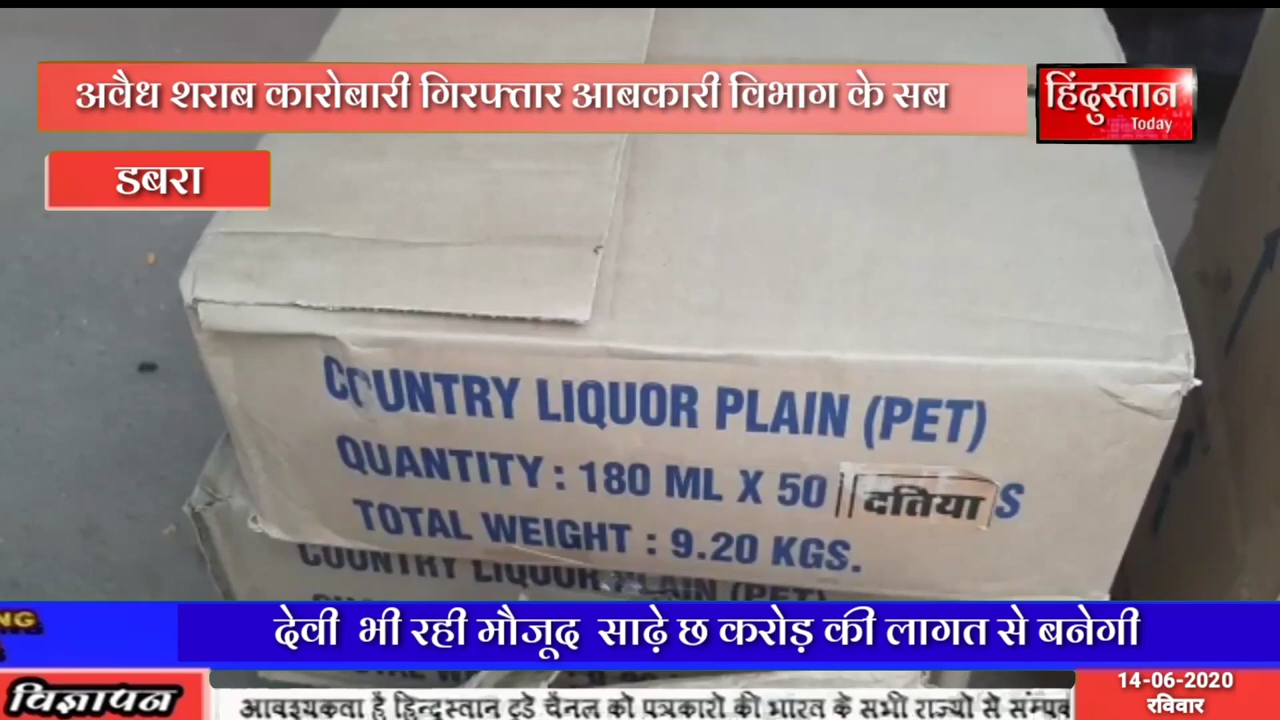 अवैध शराब कारोबारी गिरफ्तार आबकारी विभाग के सब
हिंदुस्तान
Today
डबरा
COUNTRY LIQUOR PLAIN (PET)
QUANTITY : 180 ML X 50 दतिया S
TOTAL WEIGHT : 9.20 KGS.
COUNTRY LIQUOR PLAIN (PET)
NG
देवी भी रही मौजूद साढ़े छ करोड़ की लागत से बनेगी
विज्ञापन
आवश्यकता है हिन्दुस्तान टुडे चैनल को पत्रकारों की भारत के सभी राज्यों से संम्पक
14-06-2020
रविवार